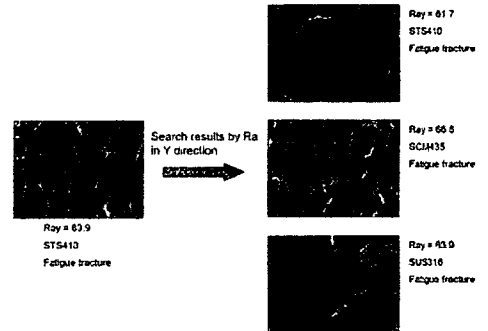 Ray = 61.7
STS410
Fatigue fracture
Search results by Ra
in Y direction
Ray = 66.6
SCM435
Fatigue fracture
Ray = 63.9
STS410
Fatigue fracture
Ray = 63.9
SUS316
Fatigue fracture